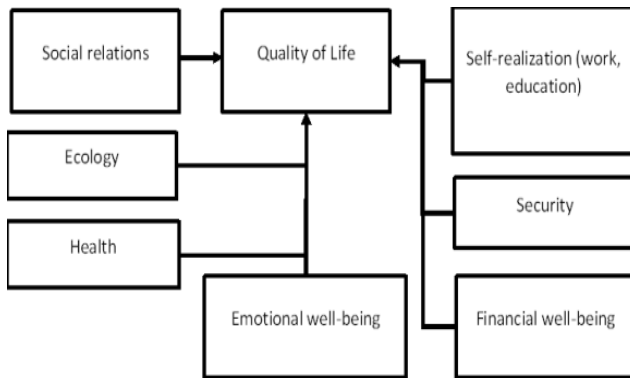 Social relations
Quality of Life
Self-realization (work,
education)
Ecology
Security
Health
Emotional well-being
Financial well-being